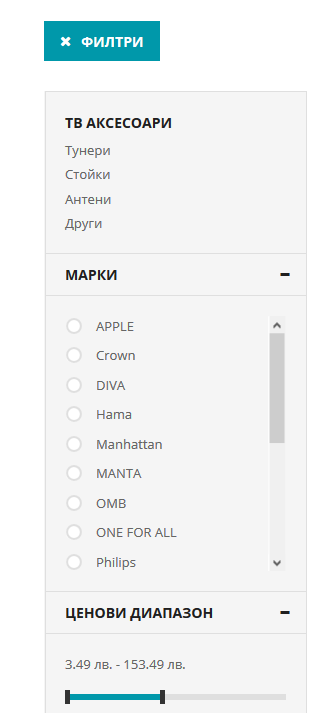 ✖ ФИЛТРИ
ТВ АКСЕСОАРИ
Тунери
Стойки
Антени
Други
МАРКИ
APPLE
Crown
DIVA
Hama
Manhattan
MANTA
OMB
ONE FOR ALL
Philips
ЦЕНОВИ ДИАПАЗОН
3.49 лв. - 153.49 лв.